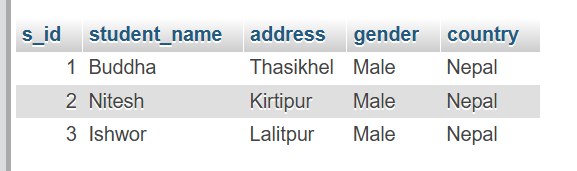 s_id student_name address gender country
1 Buddha Thasikhel Male Nepal
2 Nitesh Kirtipur Male Nepal
3 Ishwor Lalitpur Male Nepal